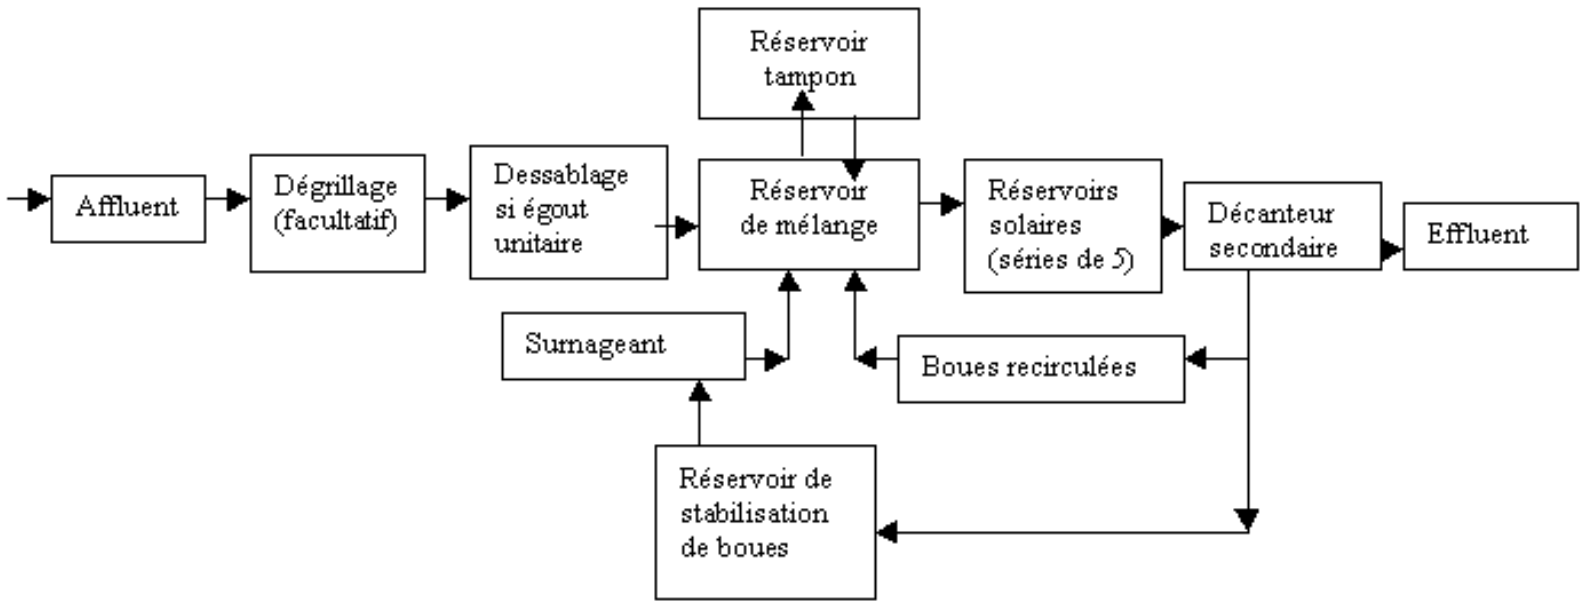 Réservoir
tampon
Affluent
Dégrillage
(facultatif)
Dessablage
si égout
unitaire
Réservoir
de mélange
Réservoirs
solaires
(séries de 5)
Décanteur
secondaire
Effluent
Surnageant
Boues recirculées
Réservoir de
stabilisation
de boues